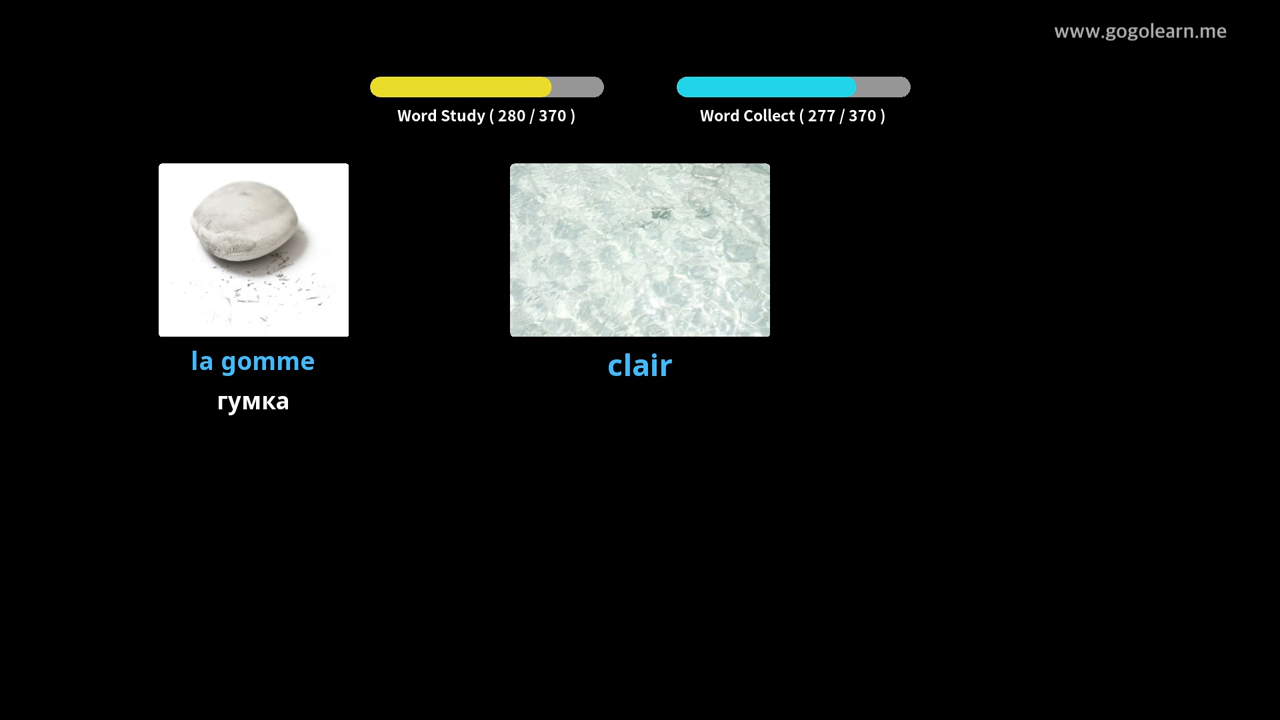 www.gogolearn.me
Word Study ( 280 / 370 )
Word Collect ( 277 / 370 )
la gomme
clair
гумка